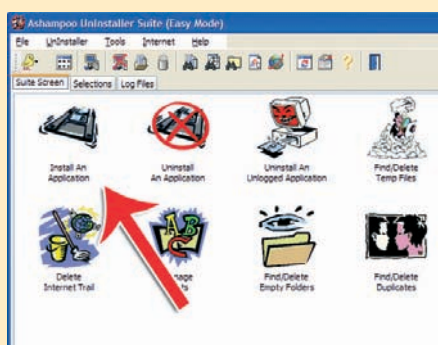 Ashampoo UnInstaller Suite (Easy Mode)
File UnInstaller Tools Internet Help
Suite Screen Selections Log Files
Install An
Application
Uninstall
An Application
Uninstall An
Unlogged Application
Find/Delete
Temp Files
Delete
Internet Trail
Find/Delete
Empty Folders
Find/Delete
Duplicates